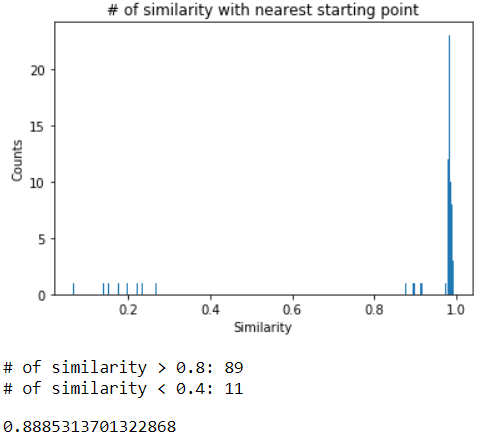 # of similarity with nearest starting point
20
15
10
5
0
Counts
0.2 0.4 0.6 0.8 1.0
Similarity
# of similarity > 0.8: 89
# of similarity < 0.4: 11
0.8885313701322868